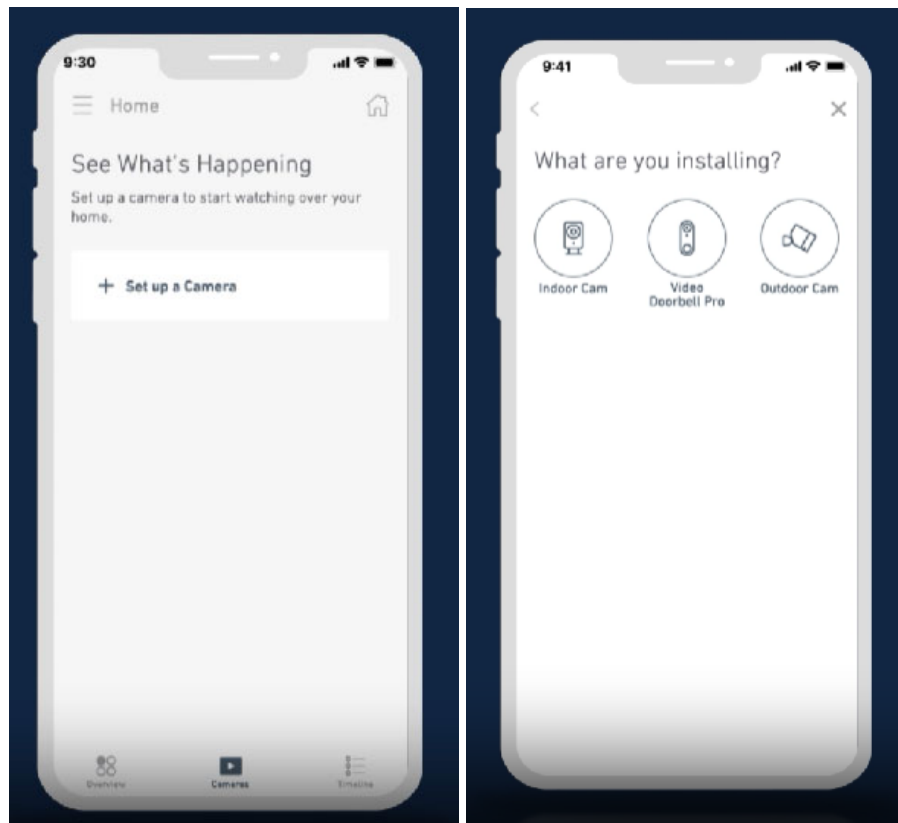 9:30
Home
See What's Happening
Set up a camera to start watching over your
home.
+ Set up a Camera
Overview
Cameras
Timeline
9:41
What are you installing?
Indoor Cam
Video
Doorbell Pro
Outdoor Cam